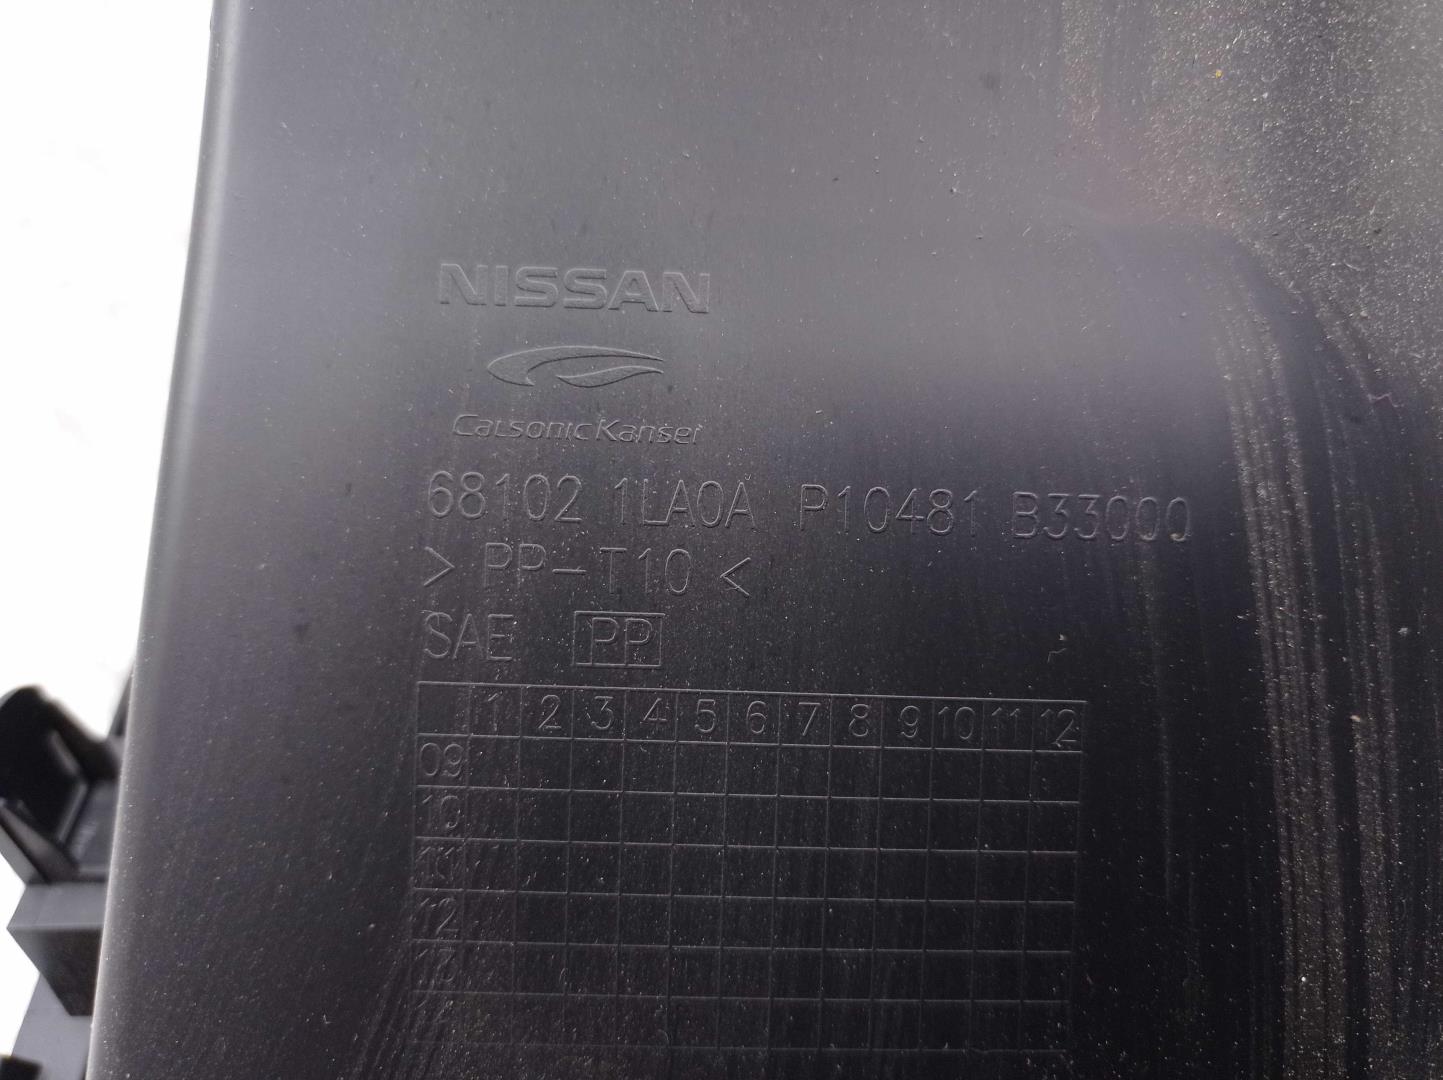 NISSAN
CalsonicKansei
68102 1LA0A P10481 B33000
> PP-T10 <
SAE PP
1 2 3 4 5 6 7 8 9 10 11 12
09
10
11
12
13